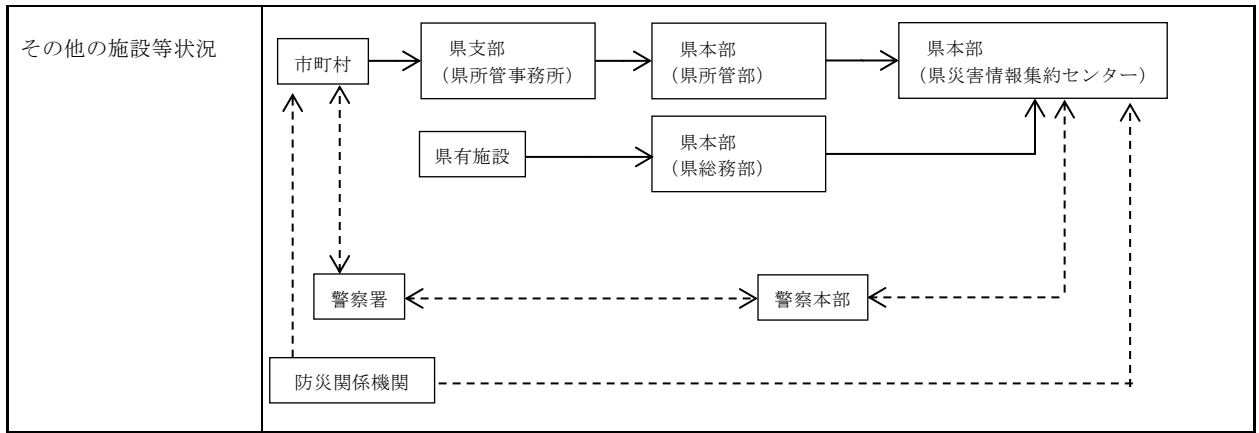 その他の施設等状況
市町村
県支部
（県所管事務所）
県本部
（県所管部）
県本部
（県災害情報集約センター）
県有施設
県本部
（県総務部）
警察署
警察本部
防災関係機関